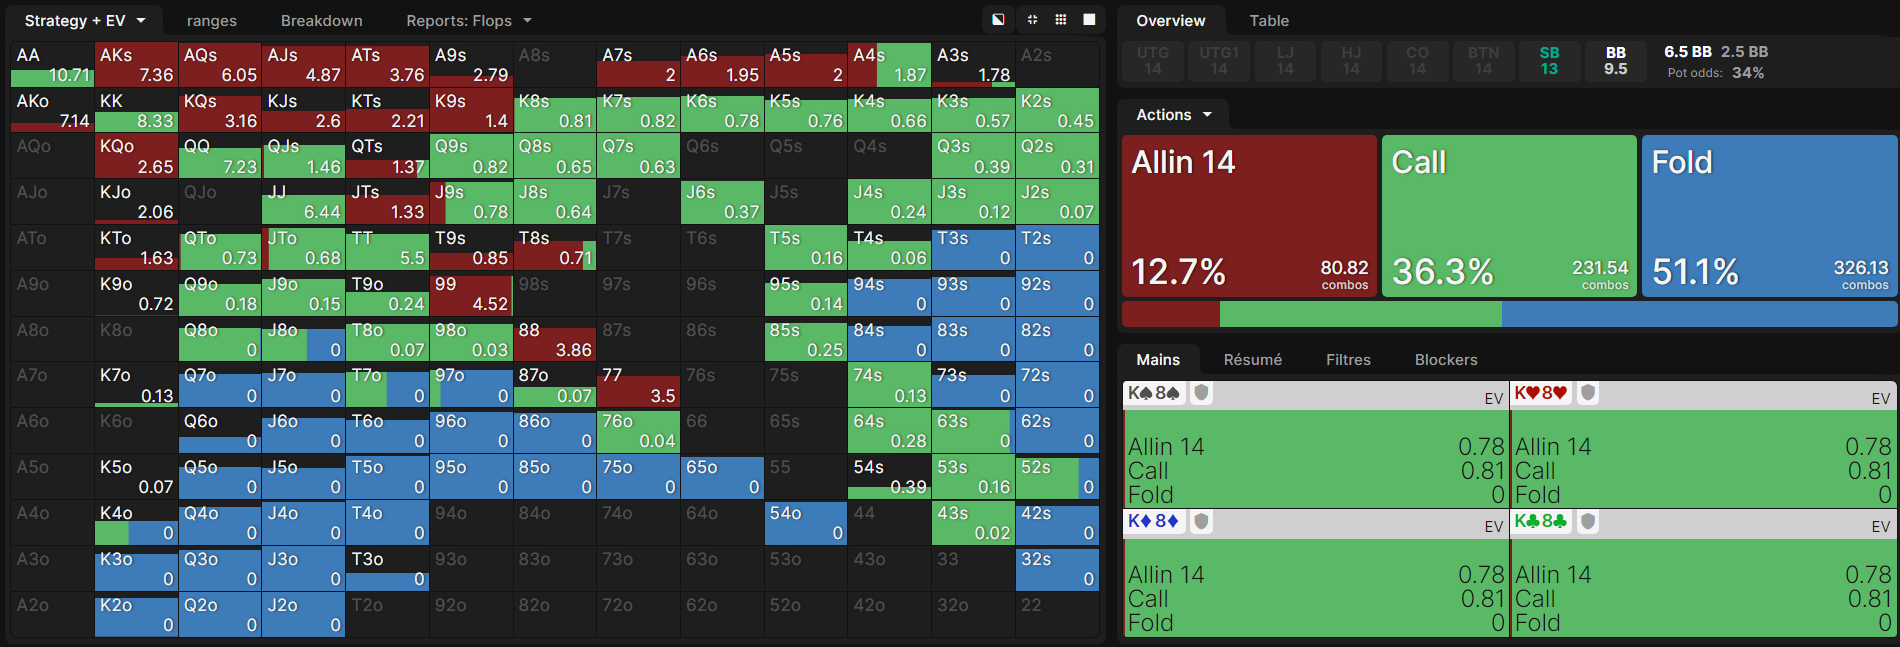 Strategy + EV ranges Breakdown Reports: Flops
Overview Table
UTG UTG1 LJ HJ CO BTN SB BB 6.5 BB 2.5 BB
14 14 14 14 14 14 13 9.5 Pot odds: 34%
Actions
Allin 14 Call Fold
12.7% 80.82 combos 36.3% 231.54 combos 51.1% 326.13 combos
Mains Résumé Filtres Blockers
K♠8♠ EV K♥8♥ EV
Allin 14 0.78 Allin 14 0.78
Call 0.81 Call 0.81
Fold 0 Fold 0
K♦8♦ EV K♣8♣ EV
Allin 14 0.78 Allin 14 0.78
Call 0.81 Call 0.81
Fold 0 Fold 0
AA AKs AQs AJs ATs A9s A8s A7s A6s A5s A4s A3s A2s
10.71 7.36 6.05 4.87 3.76 2.79 2 1.95 2 1.87 1.78
AKo KK KQs KJs KTs K9s K8s K7s K6s K5s K4s K3s K2s
7.14 8.33 3.16 2.6 2.21 1.4 0.81 0.82 0.78 0.76 0.66 0.57 0.45
AQo KQo QQ QJs QTs Q9s Q8s Q7s Q6s Q5s Q4s Q3s Q2s
2.65 7.23 1.46 1.37 0.82 0.65 0.63 0.39 0.31
AJo KJo QJo JJ JTs J9s J8s J7s J6s J5s J4s J3s J2s
2.06 6.44 1.33 0.78 0.64 0.37 0.24 0.12 0.07
ATo KTo QTo JTo TT T9s T8s T7s T6s T5s T4s T3s T2s
1.63 0.73 0.68 5.5 0.85 0.71 0.16 0.06 0 0
A9o K9o Q9o J9o T9o 99 98s 97s 96s 95s 94s 93s 92s
0.72 0.18 0.15 0.24 4.52 0.14 0 0 0
A8o K8o Q8o J8o T8o 98o 88 87s 86s 85s 84s 83s 82s
0 0 0.07 0.03 3.86 0.25 0 0 0
A7o K7o Q7o J7o T7o 97o 87o 77 76s 75s 74s 73s 72s
0.13 0 0 0 0 0.07 3.5 0.13 0 0
A6o K6o Q6o J6o T6o 96o 86o 76o 66 65s 64s 63s 62s
0 0 0 0 0 0.04 0.28 0 0
A5o K5o Q5o J5o T5o 95o 85o 75o 65o 55 54s 53s 52s
0.07 0 0 0 0 0 0 0 0.39 0.16 0
A4o K4o Q4o J4o T4o 94o 84o 74o 64o 54o 44 43s 42s
0 0 0 0 0 0.02 0
A3o K3o Q3o J3o T3o 93o 83o 73o 63o 53o 43o 33 32s
0 0 0 0 0
A2o K2o Q2o J2o T2o 92o 82o 72o 62o 52o 42o 32o 22
0 0 0